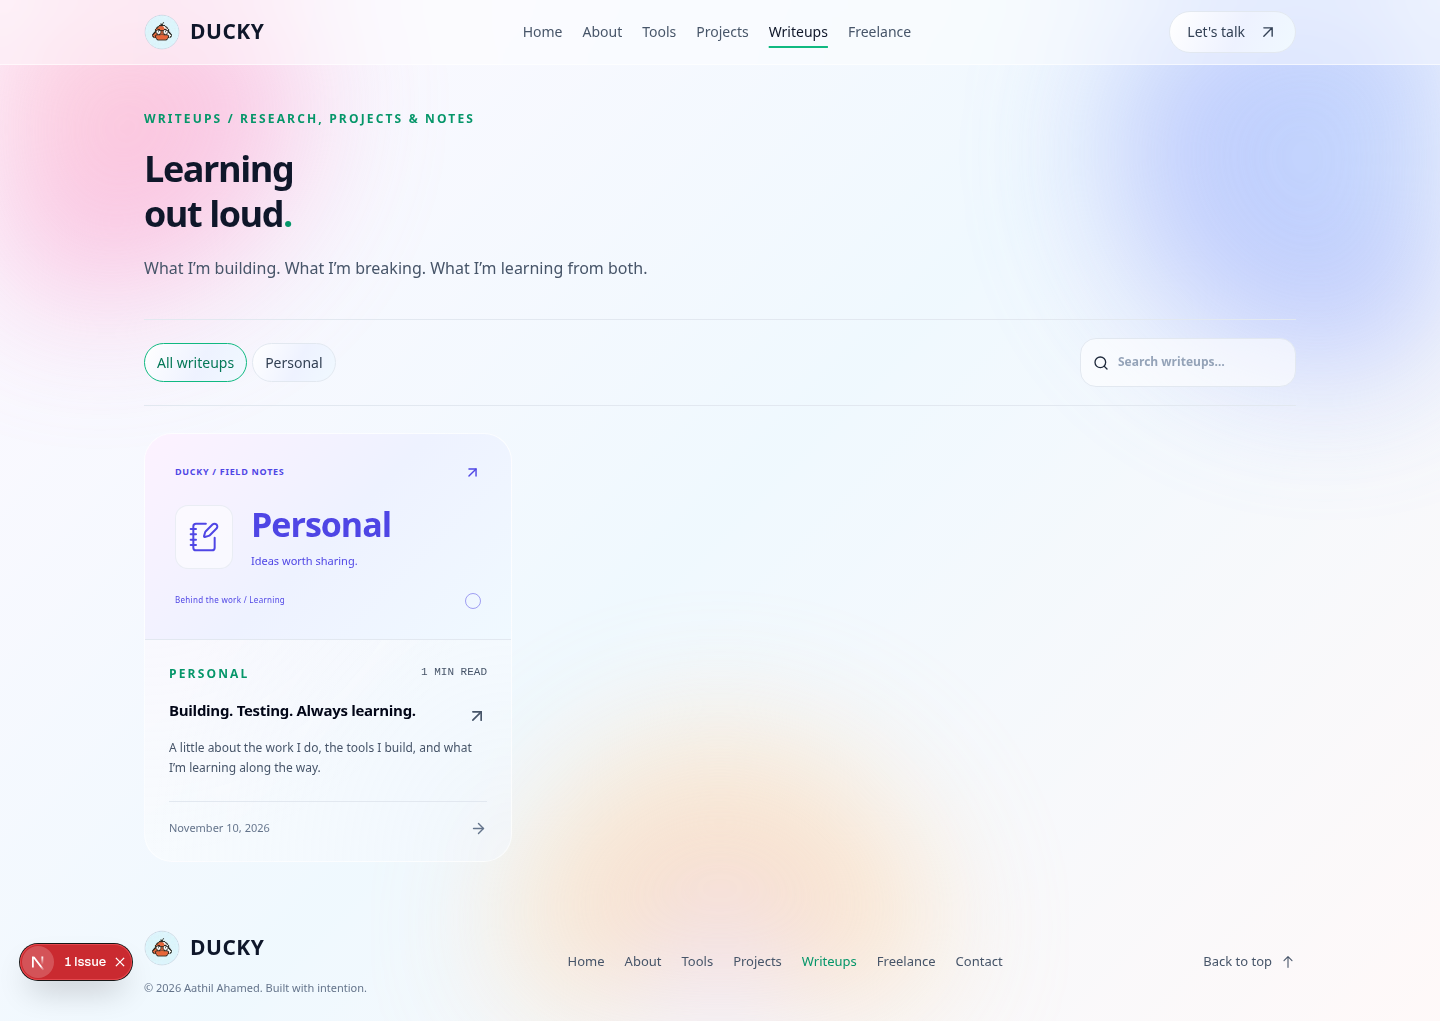 DUCKY
Home About Tools Projects Writeups Freelance
Let's talk
WRITEUPS / RESEARCH, PROJECTS & NOTES
Learning
out loud.
What I’m building. What I’m breaking. What I’m learning from both.
All writeups Personal
Search writeups...
DUCKY / FIELD NOTES
Personal
Ideas worth sharing.
Behind the work / Learning
PERSONAL
1 MIN READ
Building. Testing. Always learning.
A little about the work I do, the tools I build, and what
I’m learning along the way.
November 10, 2026
DUCKY
© 2026 Aathil Ahamed. Built with intention.
Home About Tools Projects Writeups Freelance Contact
Back to top
N 1 Issue